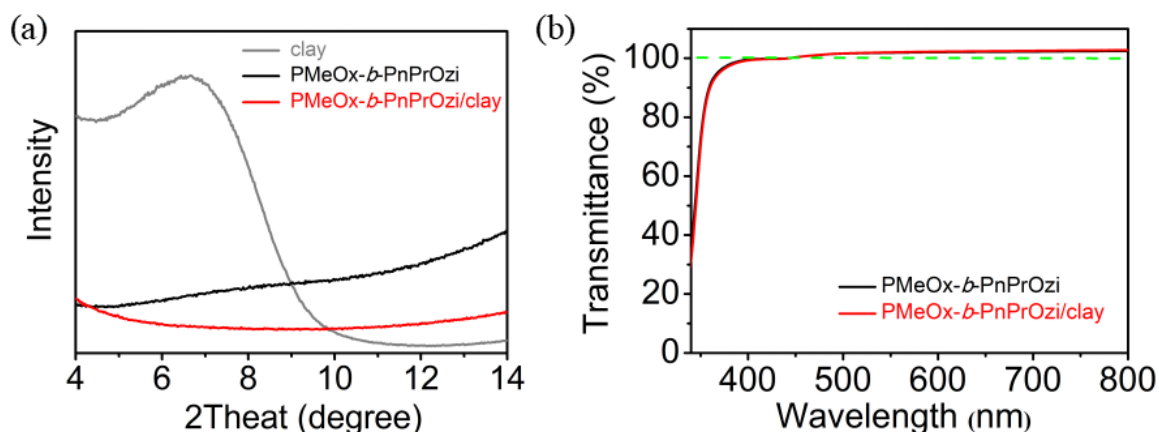 (a)
clay
PMeOx-b-PnPrOzi
PMeOx-b-PnPrOzi/clay
Intensity
4 6 8 10 12 14
2Theat (degree)
(b)
100
80
60
40
20
0
Transmittance (%)
PMeOx-b-PnPrOzi
PMeOx-b-PnPrOzi/clay
400 500 600 700 800
Wavelength (nm)